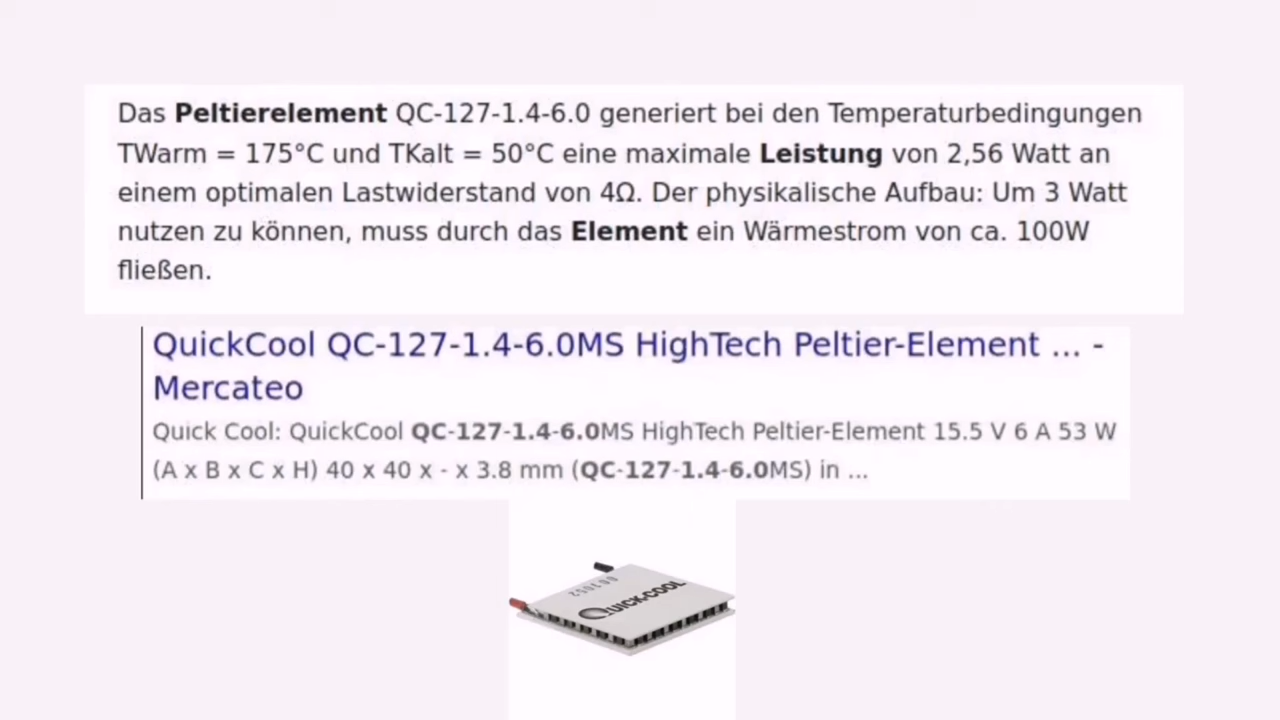 Das Peltierelement QC-127-1.4-6.0 generiert bei den Temperaturbedingungen
TWarm = 175°C und TKalt = 50°C eine maximale Leistung von 2,56 Watt an
einem optimalen Lastwiderstand von 4Ω. Der physikalische Aufbau: Um 3 Watt
nutzen zu können, muss durch das Element ein Wärmestrom von ca. 100W
fließen.
QuickCool QC-127-1.4-6.0MS HighTech Peltier-Element ... -
Mercateo
Quick Cool: QuickCool QC-127-1.4-6.0MS HighTech Peltier-Element 15.5 V 6 A 53 W
(A x B x C x H) 40 x 40 x - x 3.8 mm (QC-127-1.4-6.0MS) in ...
QUICK-COOL